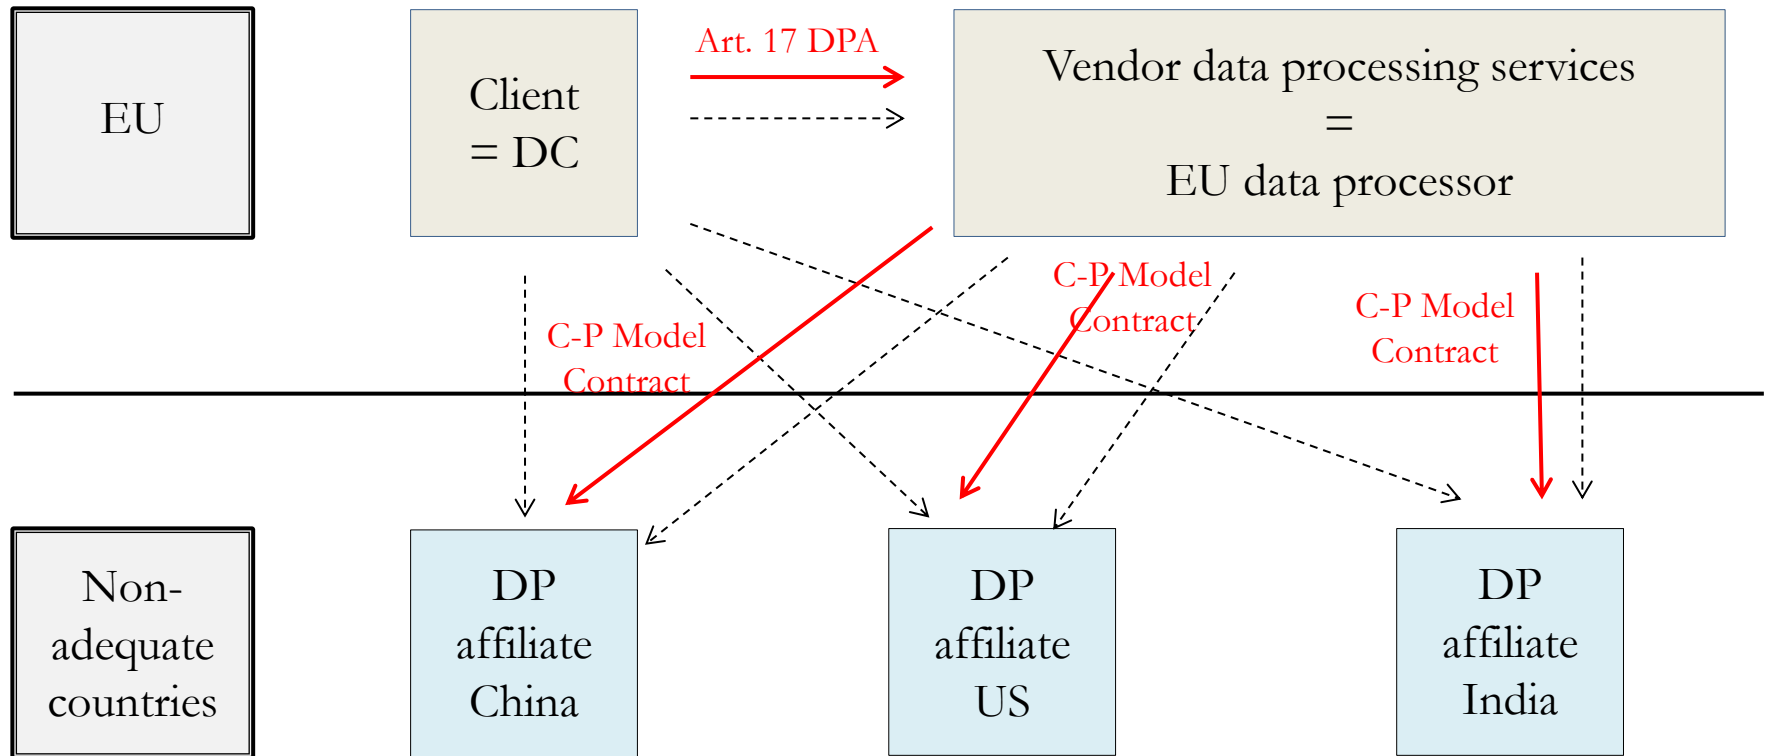 EU
Client
= DC
Art. 17 DPA
Vendor data processing services
=
EU data processor
C-P Model
Contract
C-P Model
Contract
C-P Model
Contract
Non-
adequate
countries
DP
affiliate
China
DP
affiliate
US
DP
affiliate
India